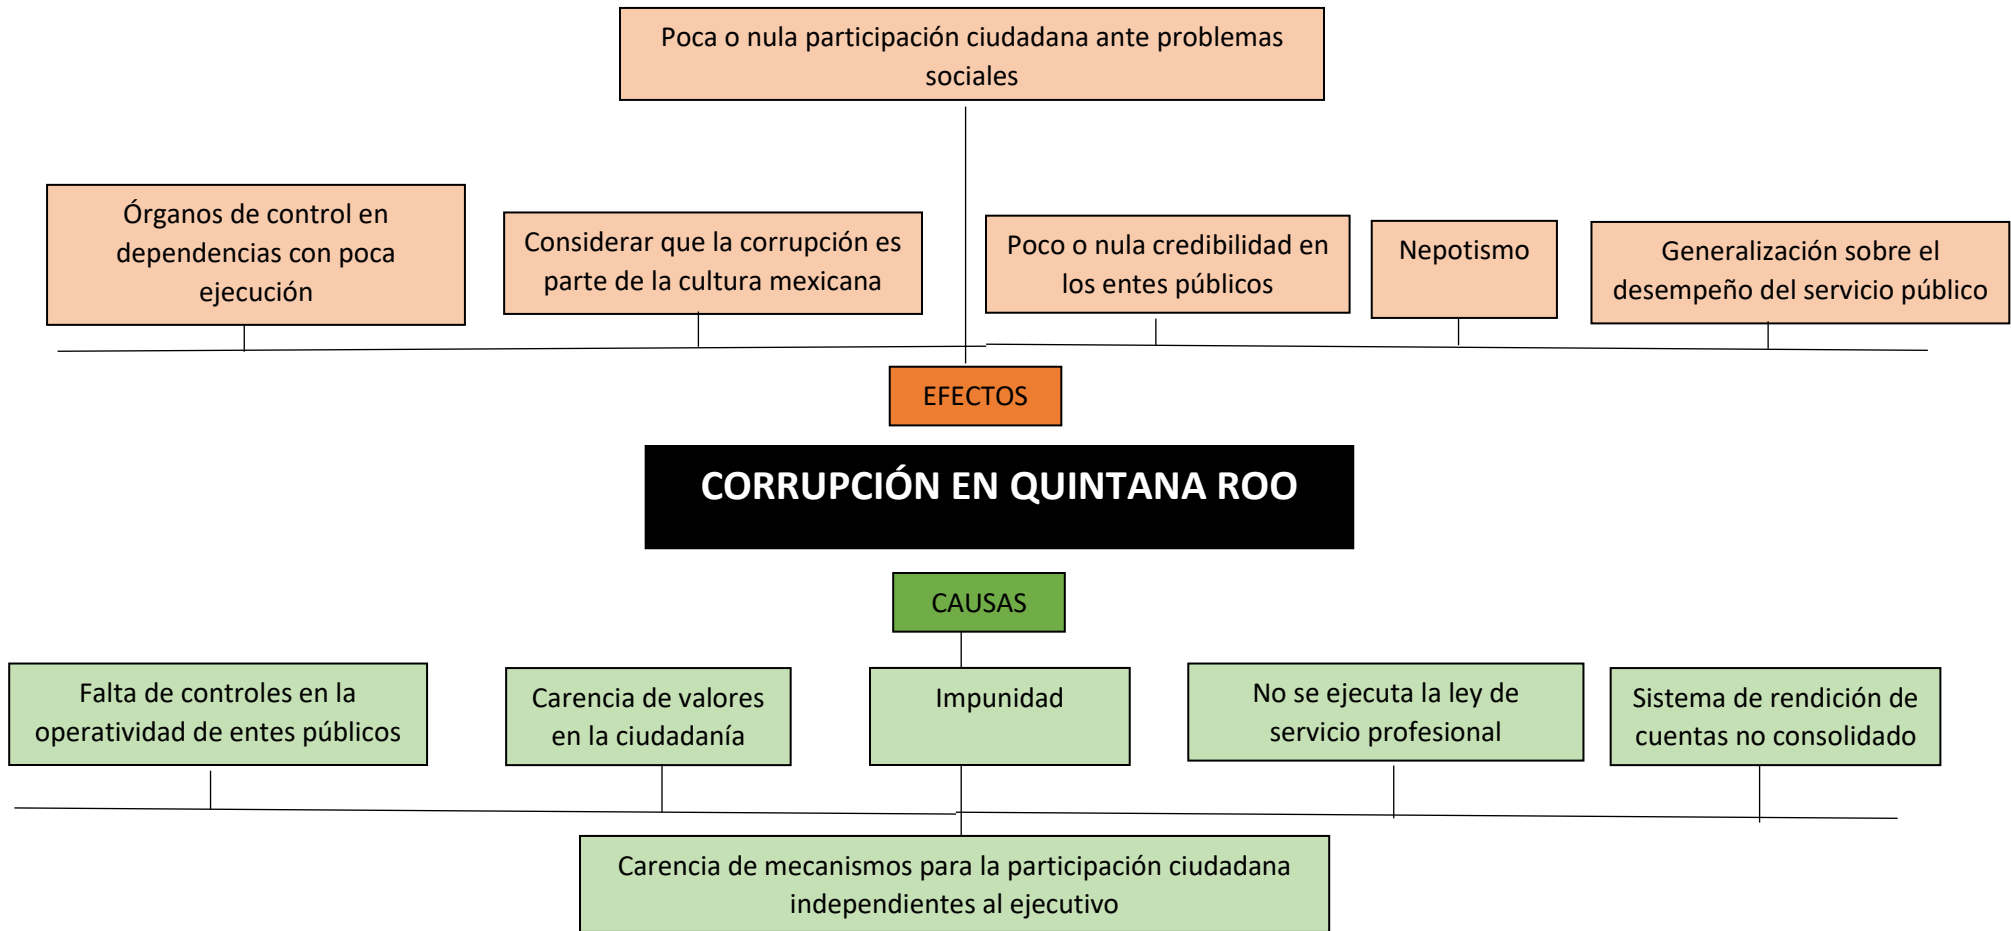 Poca o nula participación ciudadana ante problemas
sociales
Órganos de control en
dependencias con poca
ejecución
Considerar que la corrupción es
parte de la cultura mexicana
Poco o nula credibilidad en
los entes públicos
Nepotismo
Generalización sobre el
desempeño del servicio público
EFECTOS
CORRUPCIÓN EN QUINTANA ROO
CAUSAS
Falta de controles en la
operatividad de entes públicos
Carencia de valores
en la ciudadanía
Impunidad
No se ejecuta la ley de
servicio profesional
Sistema de rendición de
cuentas no consolidado
Carencia de mecanismos para la participación ciudadana
independientes al ejecutivo